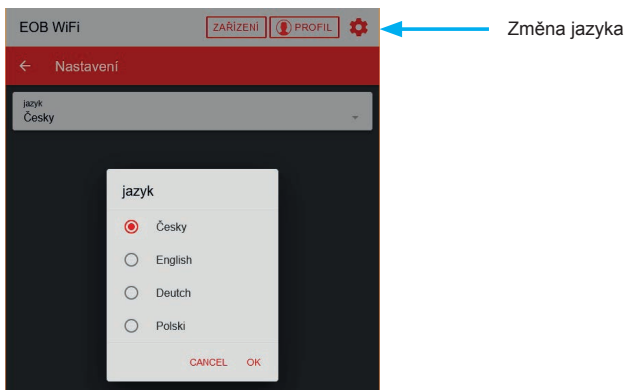 EOB WiFi ZAŘÍZENÍ PROFIL Změna jazyka
Nastavení
jazyk
Česky
jazyk
Česky
English
Deutch
Polski
CANCEL OK